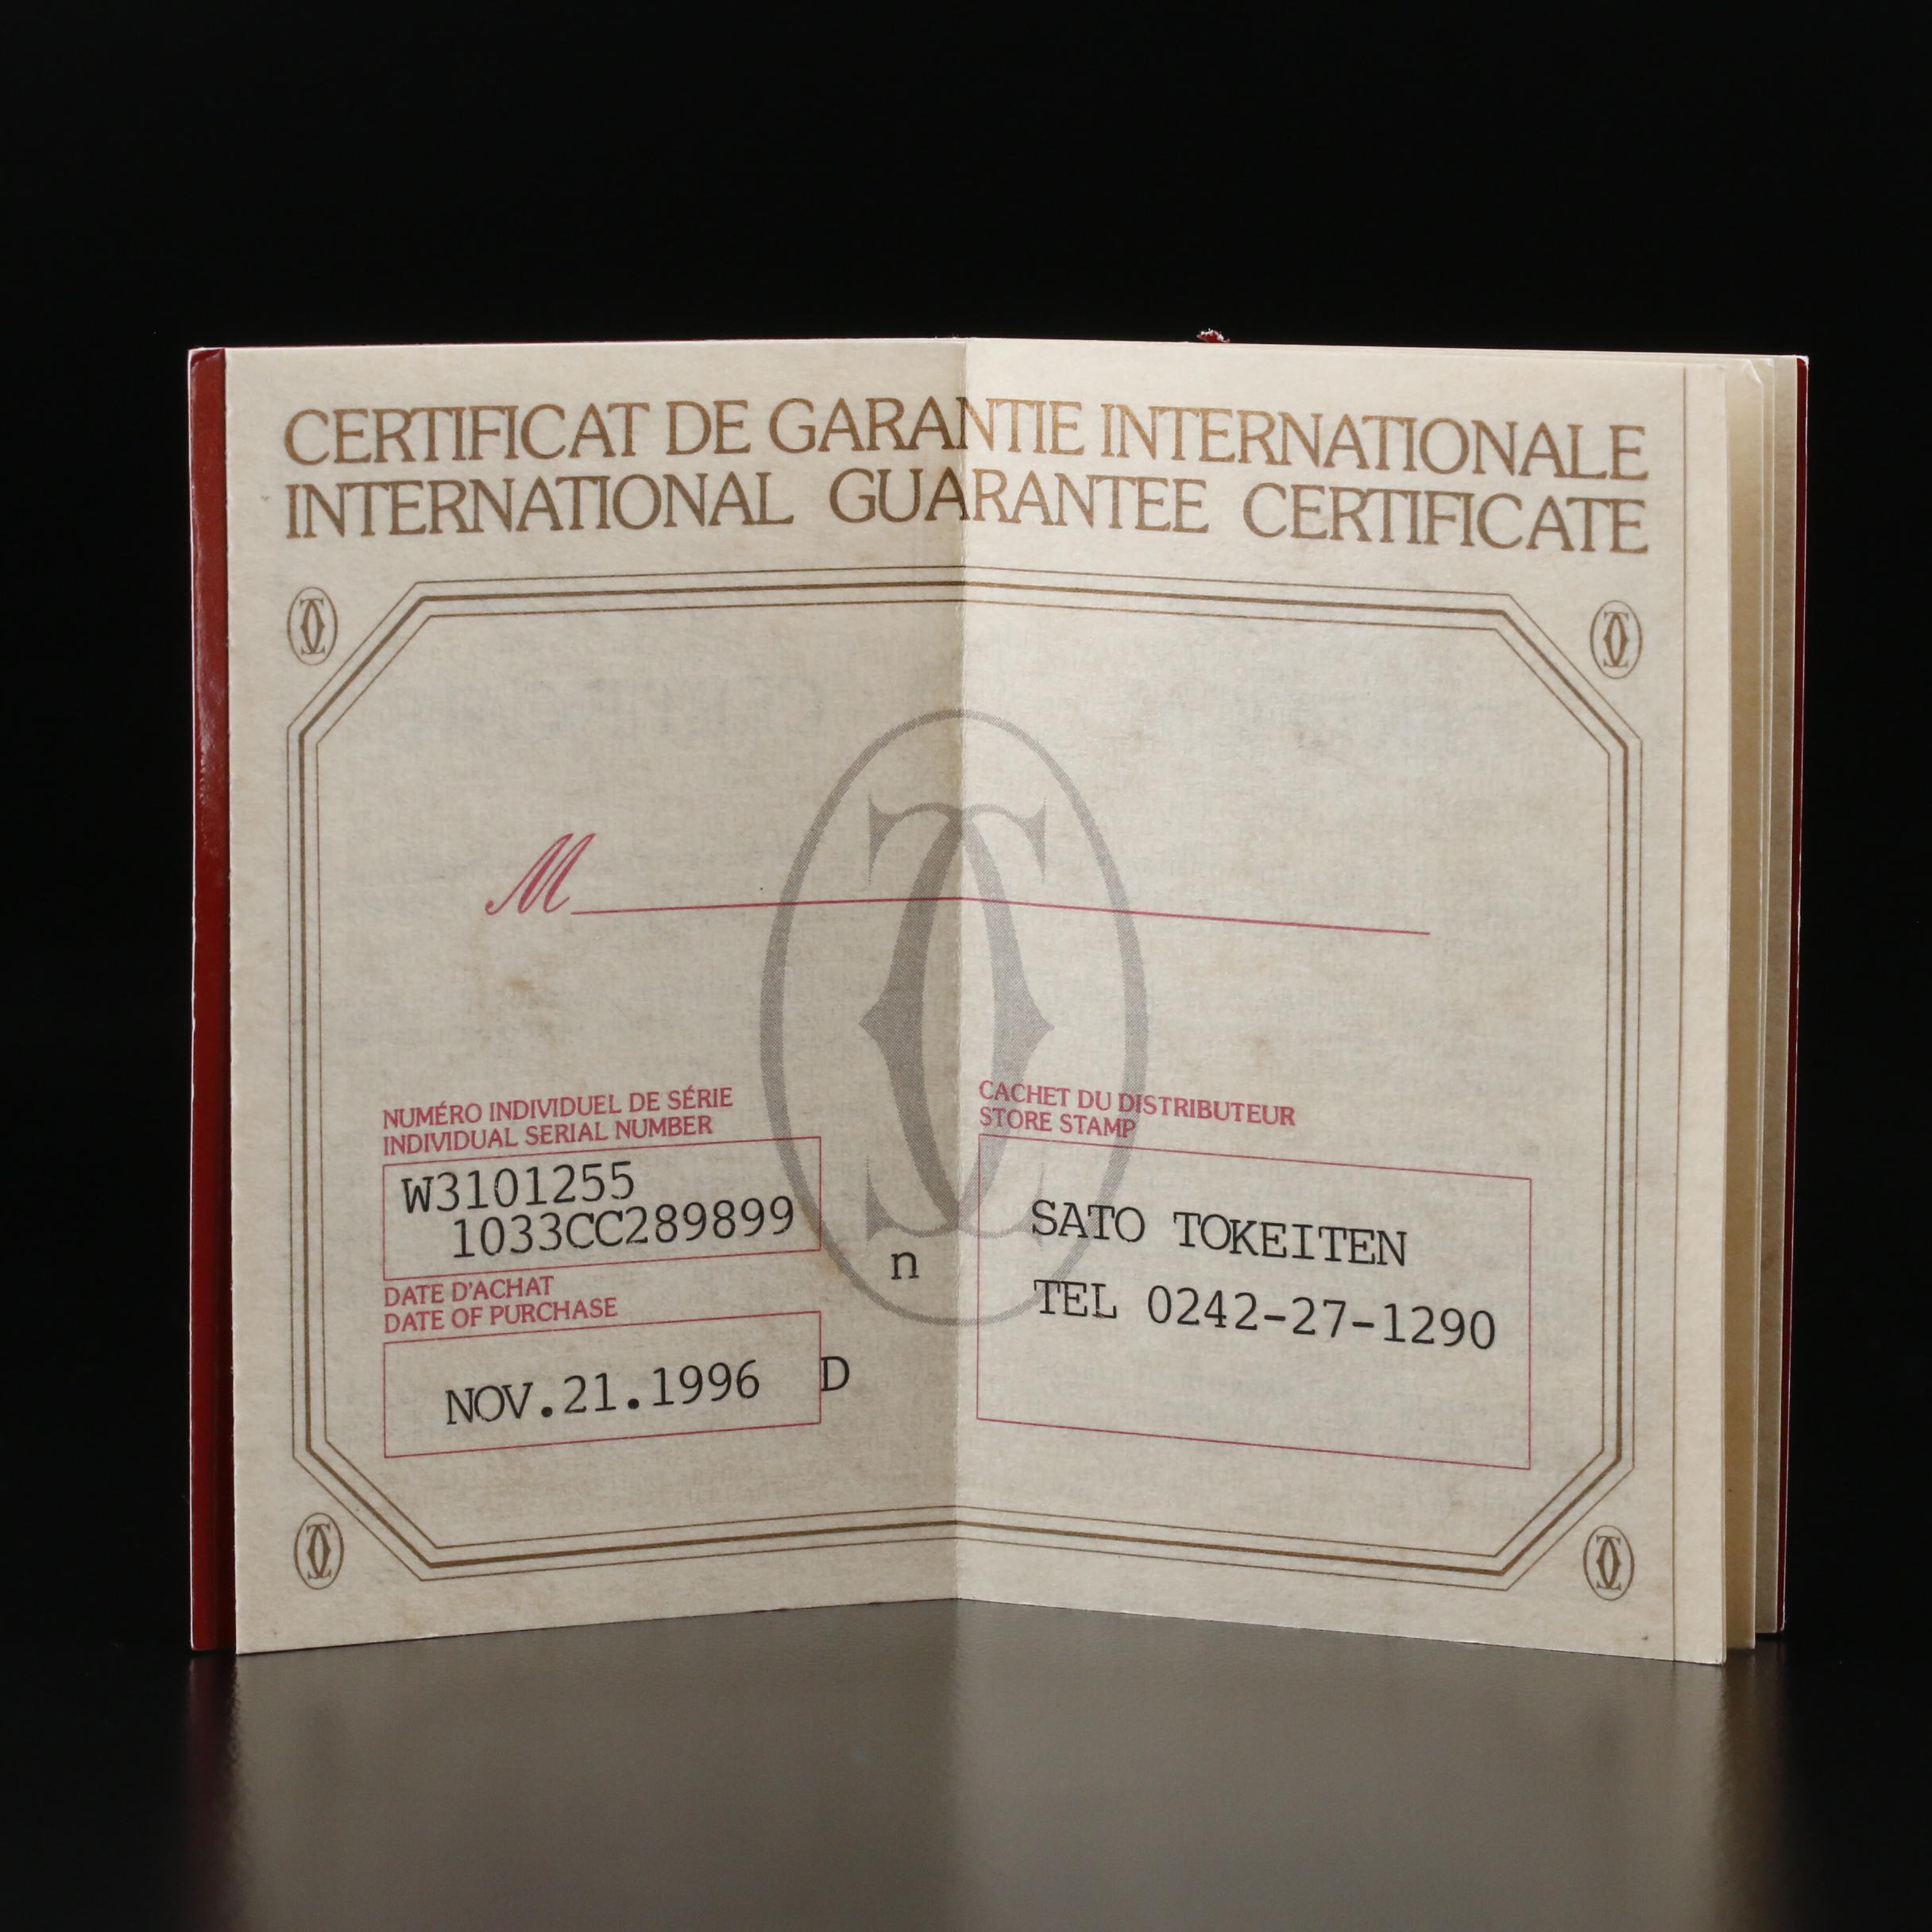 CERTIFICAT DE GARANTIE INTERNATIONALE
INTERNATIONAL GUARANTEE CERTIFICATE
M
NUMÉRO INDIVIDUEL DE SÉRIE
INDIVIDUAL SERIAL NUMBER
W3101255
1033CC289899
DATE D'ACHAT
DATE OF PURCHASE
NOV.21.1996 D
n
CACHET DU DISTRIBUTEUR
STORE STAMP
SATO TOKEITEN
TEL 0242-27-1290